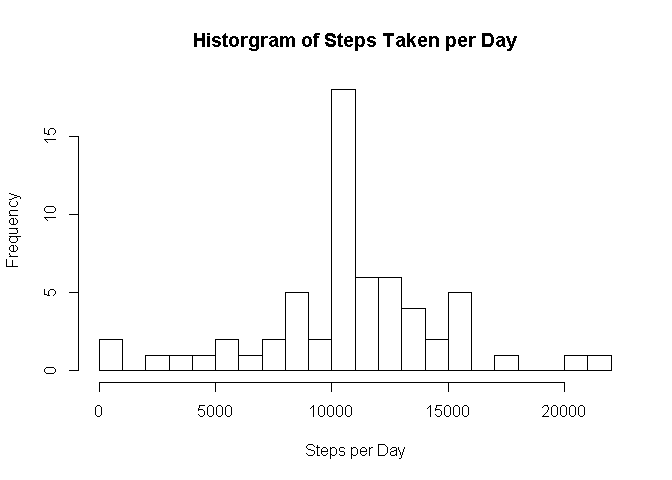 Historgram of Steps Taken per Day
Frequency
15
10
5
0
0 5000 10000 15000 20000
Steps per Day